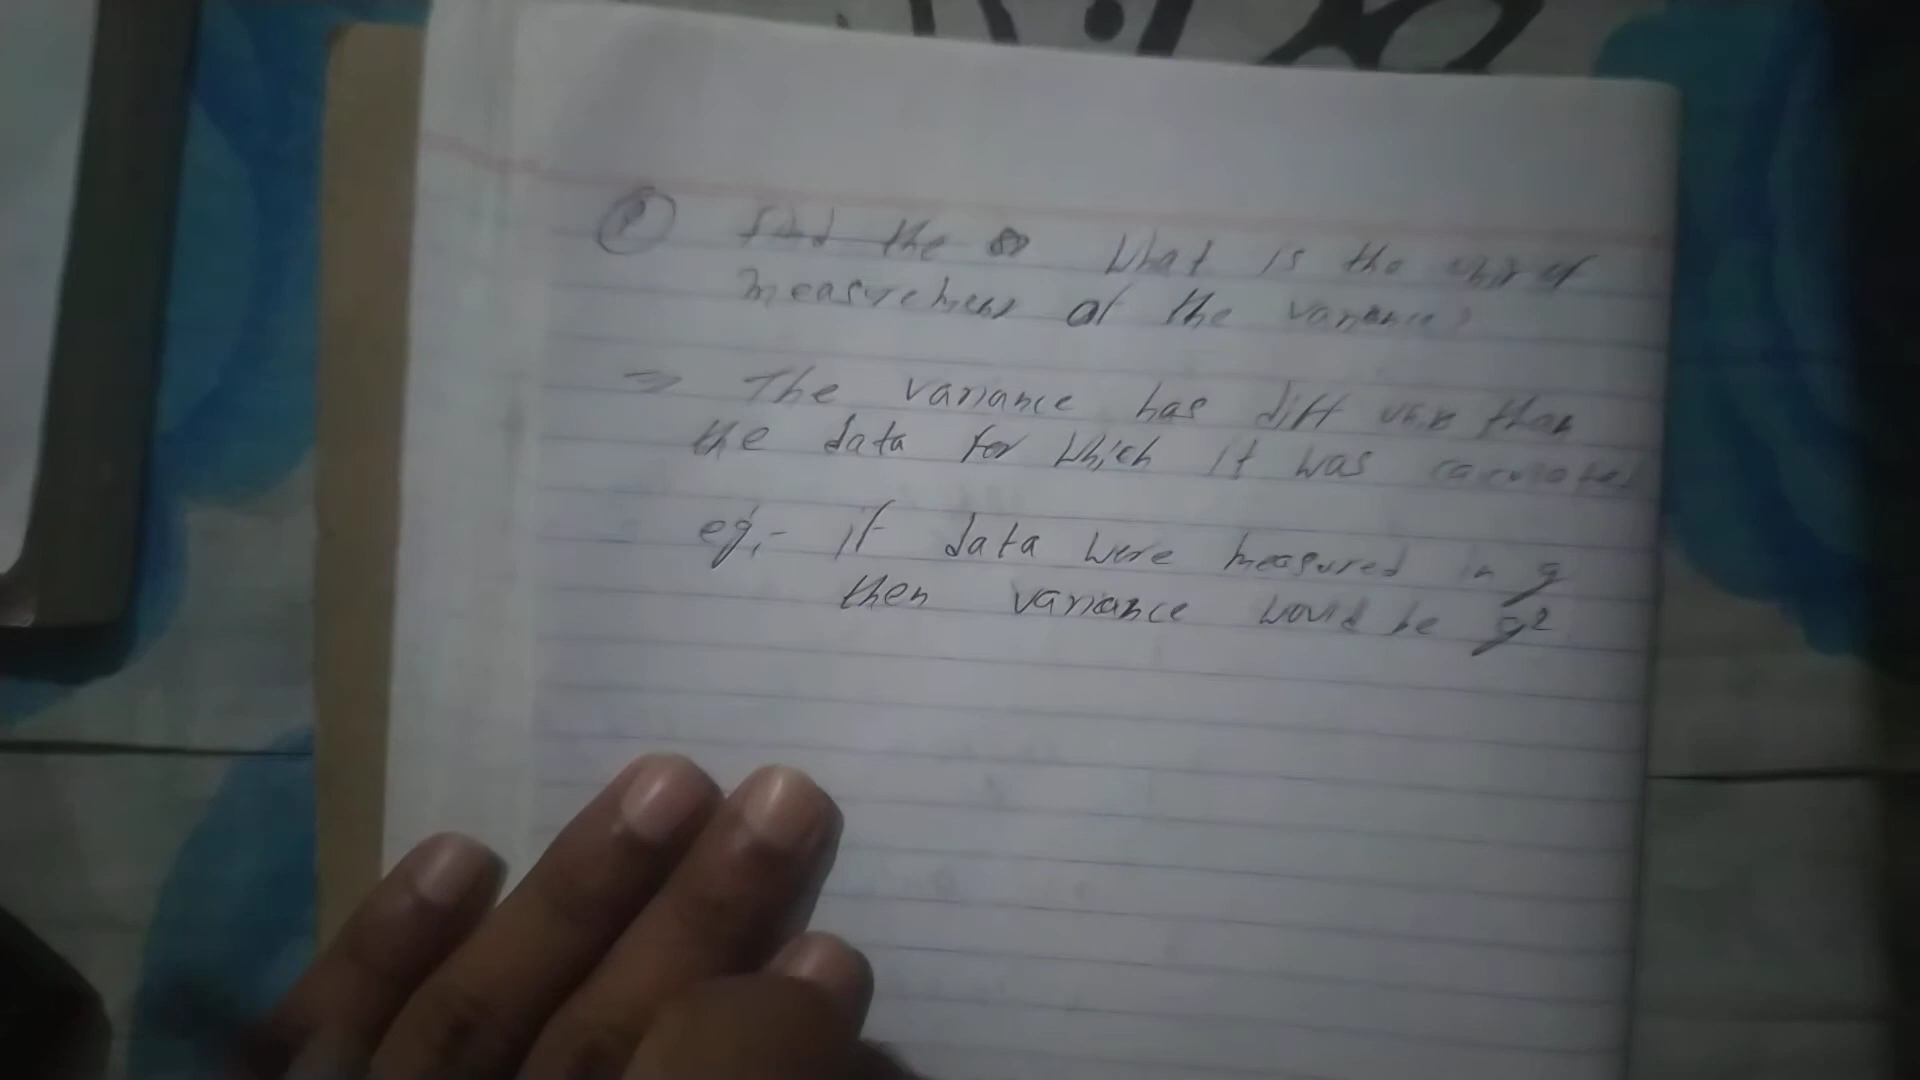 What is the unit of
measurement of the variance?
⇒ The variance has diff unit than
the data for which it was calculated
eg,- if data were measured in g
then variance would be g²